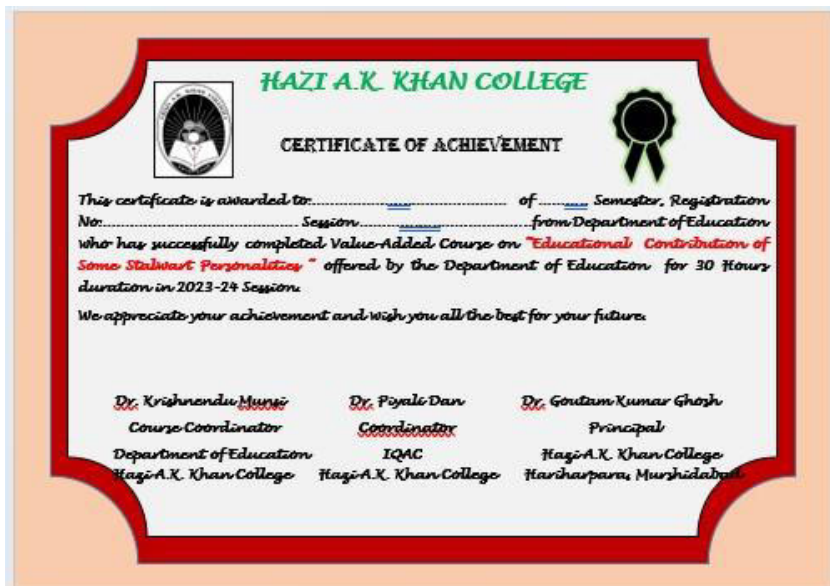 HAZI A.K. KHAN COLLEGE
CERTIFICATE OF ACHIEVEMENT
This certificate is awarded to:.................................................. of ............ Semester, Registration
No:.................................................. Session ..................................from Department of Education
who has successfully completed Value-Added Course on "Educational Contribution of
Some Stalwart Personalities " offered by the Department of Education for 30 Hours
duration in 2023-24 Session.
We appreciate your achievement and wish you all the best for your future.
Dr. Krishnendu Munsi Dr. Piyali Dan Dr. Goutam Kumar Ghosh
Course Coordinator Coordinator Principal
Department of Education IQAC Hazi A.K. Khan College
Hazi A.K. Khan College Hazi A.K. Khan College Hariharpara, Murshidabad